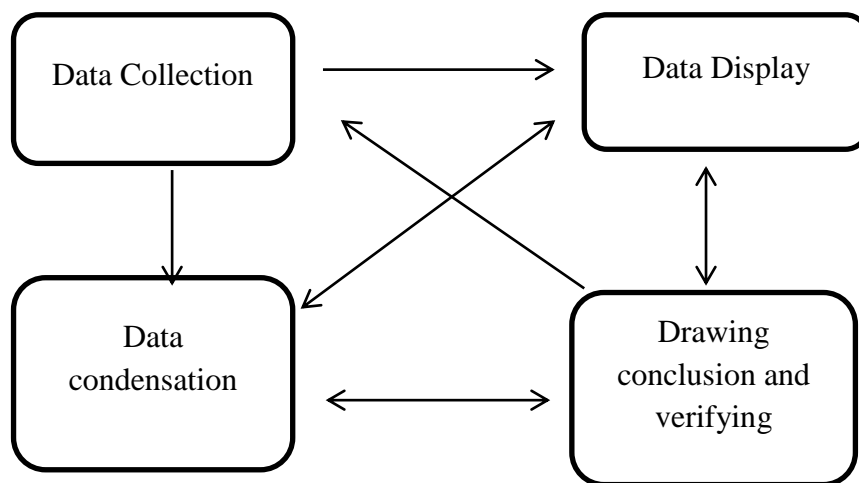 Data Collection
Data Display
Data
condensation
Drawing
conclusion and
verifying